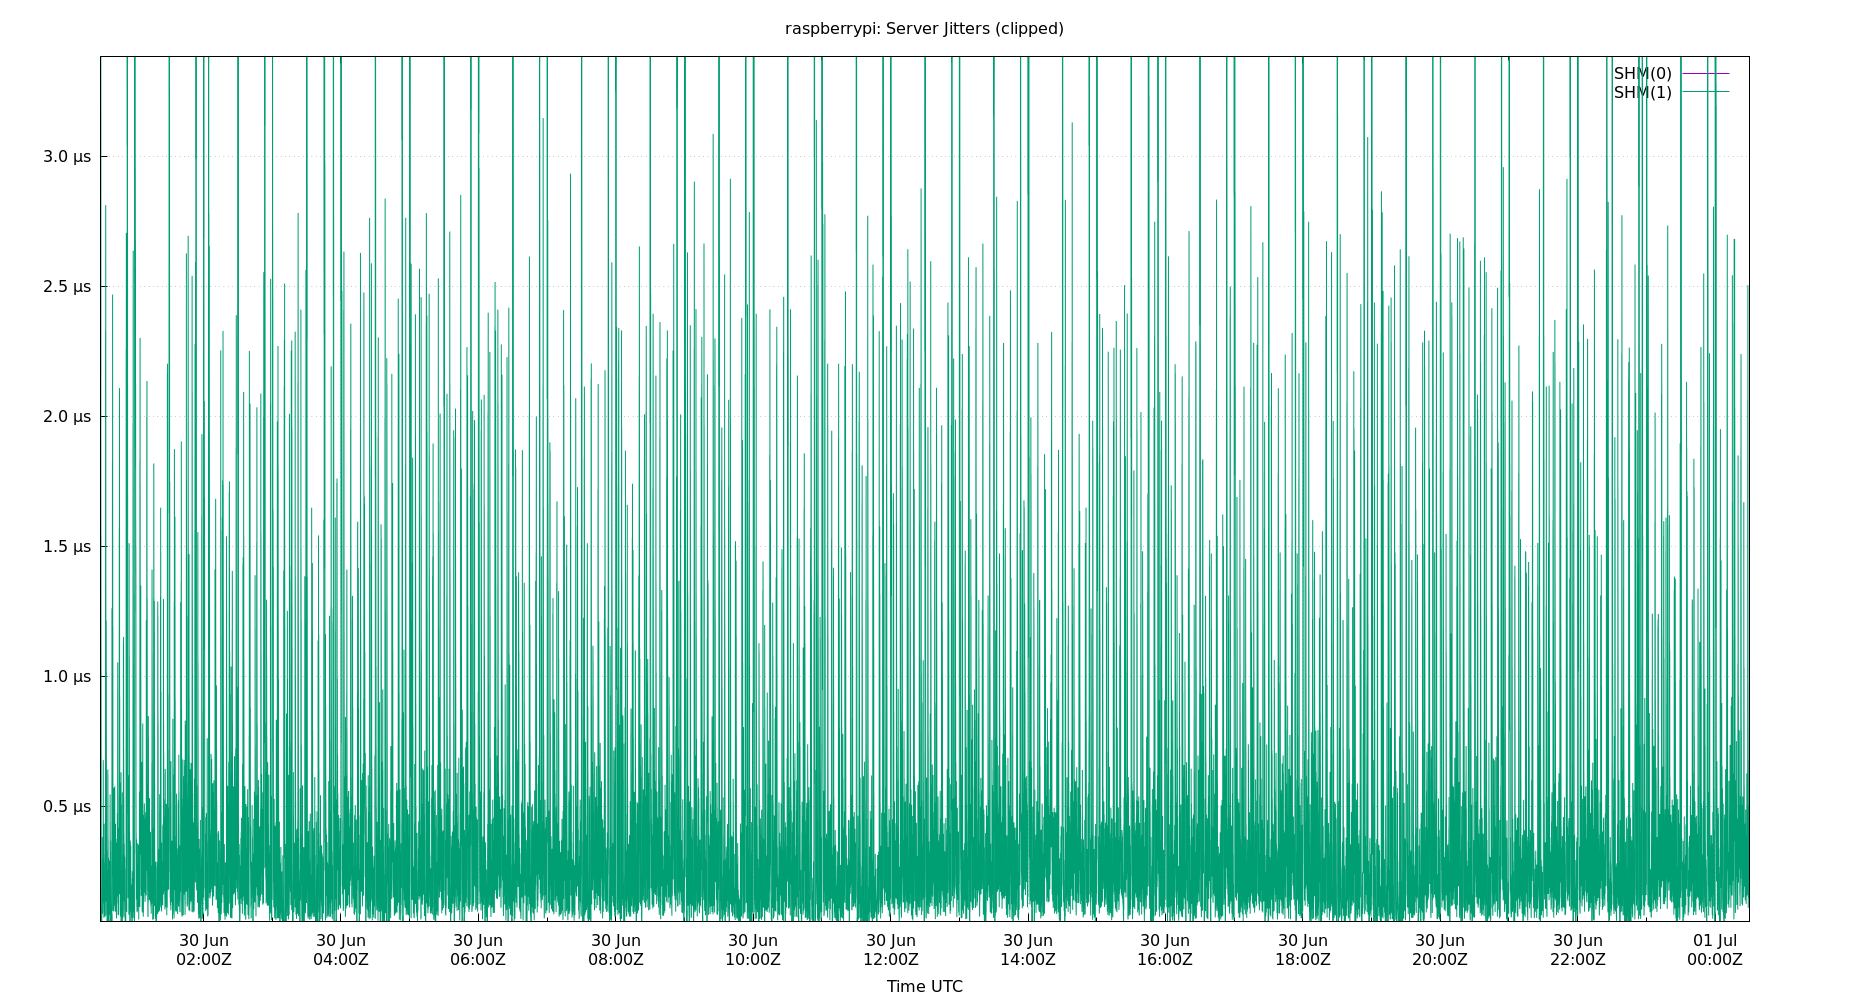 raspberrypi: Server Jitters (clipped)
SHM(0)
SHM(1)
3.0 µs
2.5 µs
2.0 µs
1.5 µs
1.0 µs
0.5 µs
30 Jun 30 Jun 30 Jun 30 Jun 30 Jun 30 Jun 30 Jun 30 Jun 30 Jun 30 Jun 30 Jun 01 Jul
02:00Z 04:00Z 06:00Z 08:00Z 10:00Z 12:00Z 14:00Z 16:00Z 18:00Z 20:00Z 22:00Z 00:00Z
Time UTC